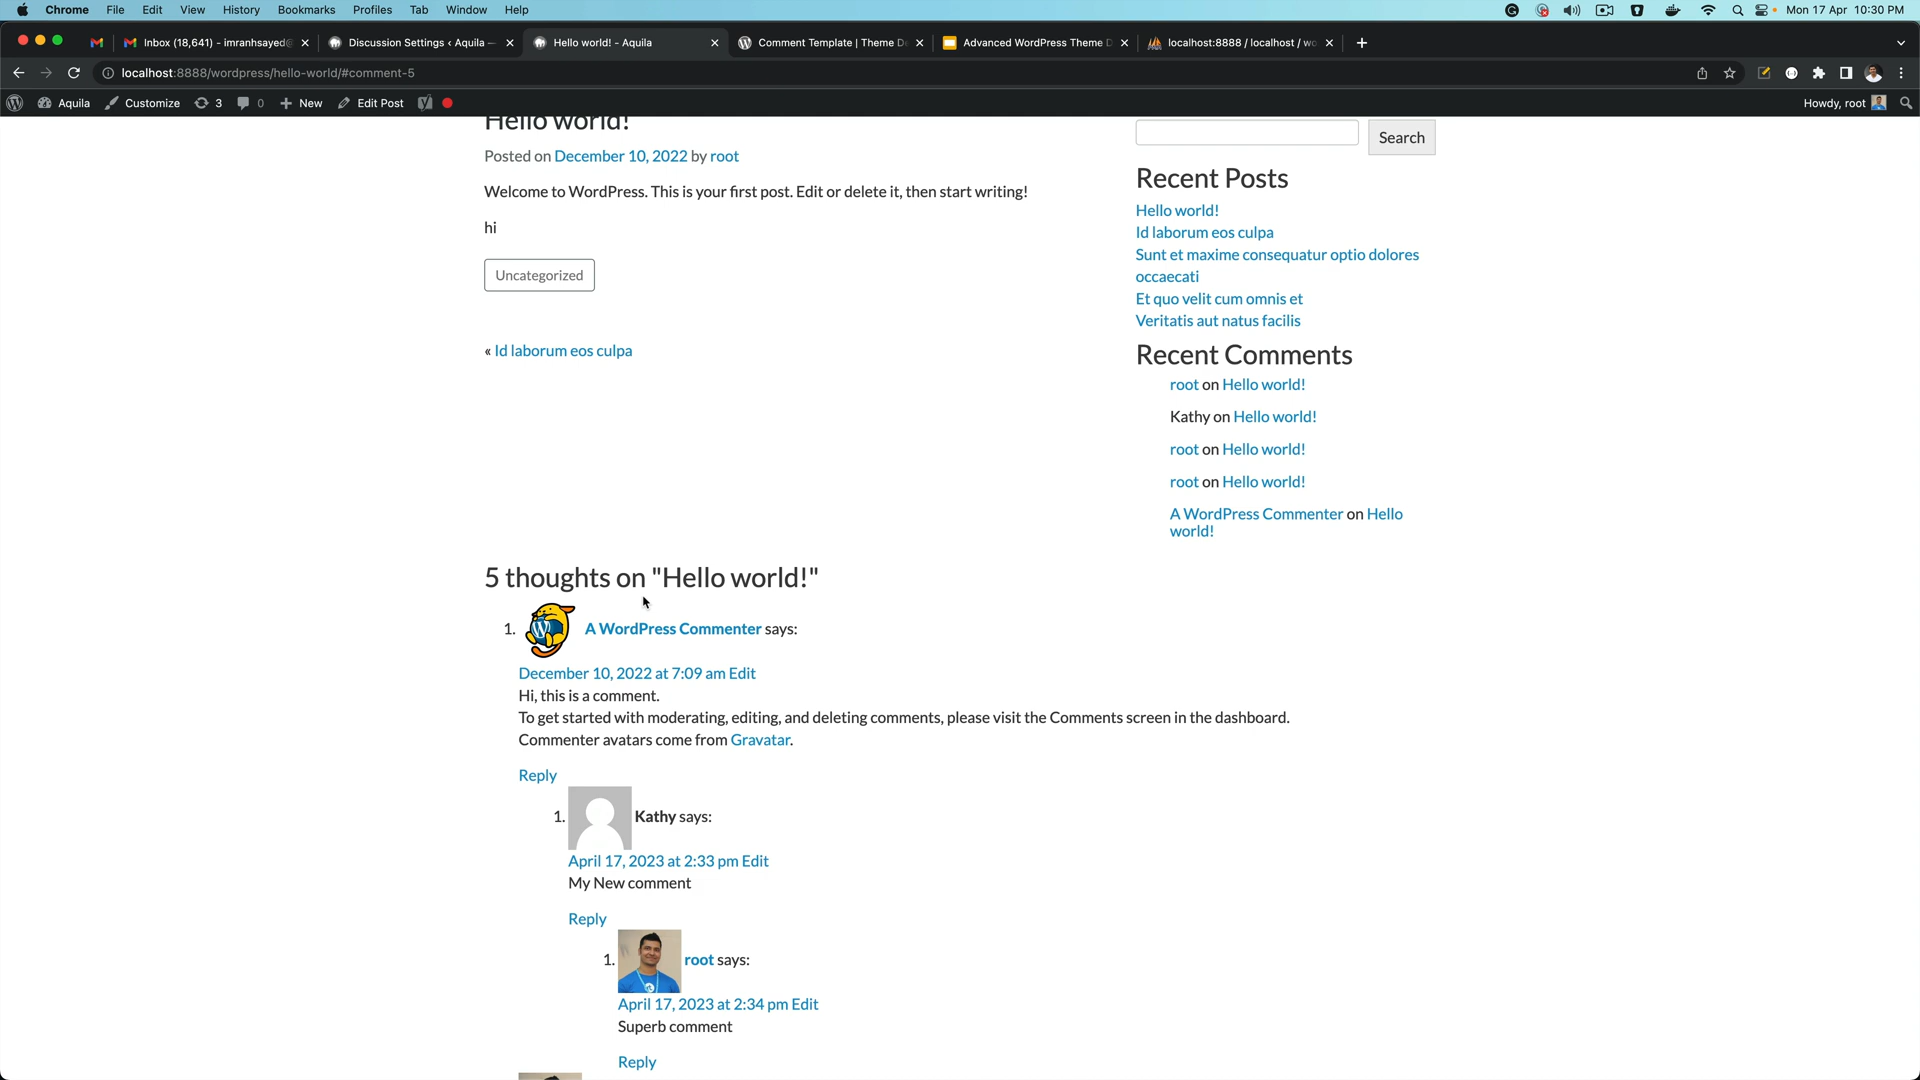 Chrome File Edit View History Bookmarks Profiles Tab Window Help Mon 17 Apr 10:30 PM
Inbox (18,641) - imranhsayed@ Discussion Settings ‹ Aquila — Hello world! - Aquila Comment Template | Theme De Advanced WordPress Theme D localhost:8888 / localhost / wo
localhost:8888/wordpress/hello-world/#comment-5
Aquila Customize 3 0 New Edit Post Howdy, root
Hello world!
Search
Posted on December 10, 2022 by root
Recent Posts
Welcome to WordPress. This is your first post. Edit or delete it, then start writing!
Hello world!
hi
Id laborum eos culpa
Sunt et maxime consequatur optio dolores
occaecati
Uncategorized
Et quo velit cum omnis et
Veritatis aut natus facilis
« Id laborum eos culpa
Recent Comments
root on Hello world!
Kathy on Hello world!
root on Hello world!
root on Hello world!
A WordPress Commenter on Hello
world!
5 thoughts on "Hello world!"
1. A WordPress Commenter says:
December 10, 2022 at 7:09 am Edit
Hi, this is a comment.
To get started with moderating, editing, and deleting comments, please visit the Comments screen in the dashboard.
Commenter avatars come from Gravatar.
Reply
1. Kathy says:
April 17, 2023 at 2:33 pm Edit
My New comment
Reply
1. root says:
April 17, 2023 at 2:34 pm Edit
Superb comment
Reply